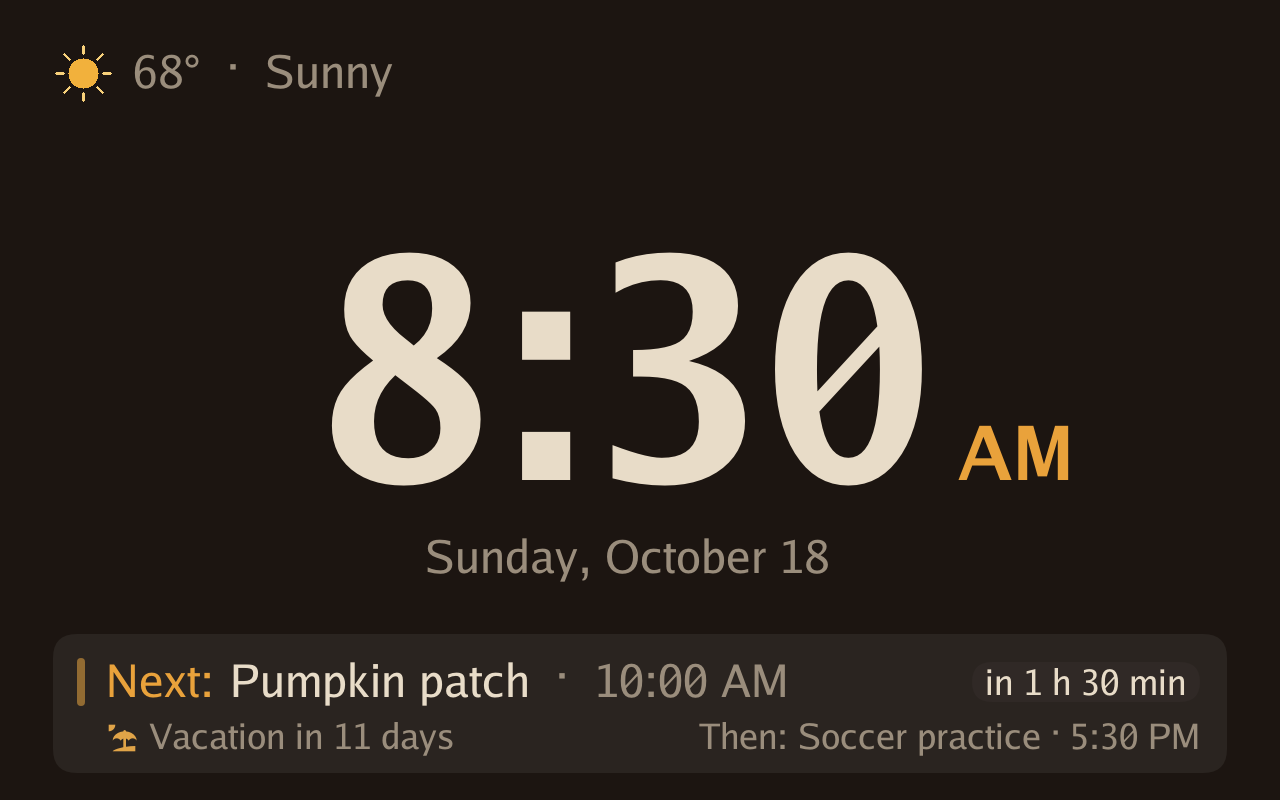 68° · Sunny
8:30 AM
Sunday, October 18
Next: Pumpkin patch · 10:00 AM in 1 h 30 min
Vacation in 11 days Then: Soccer practice · 5:30 PM